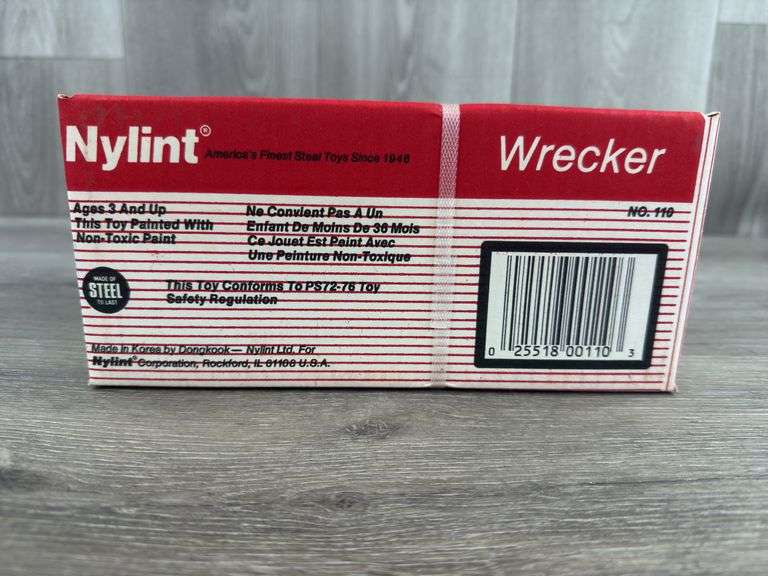 Nylint® America's Finest Steel Toys Since 1946
Wrecker
NO. 110
Ages 3 And Up
This Toy Painted With
Non-Toxic Paint
Ne Convient Pas A Un
Enfant De Moins De 36 Mois
Ce Jouet Est Peint Avec
Une Peinture Non-Toxique
MADE OF
STEEL
TO LAST
This Toy Conforms To PS72-76 Toy
Safety Regulation
Made in Korea by Dongkook— Nylint Ltd. For
Nylint® Corporation, Rockford, IL 61108 U.S.A.
0 25518 00110 3